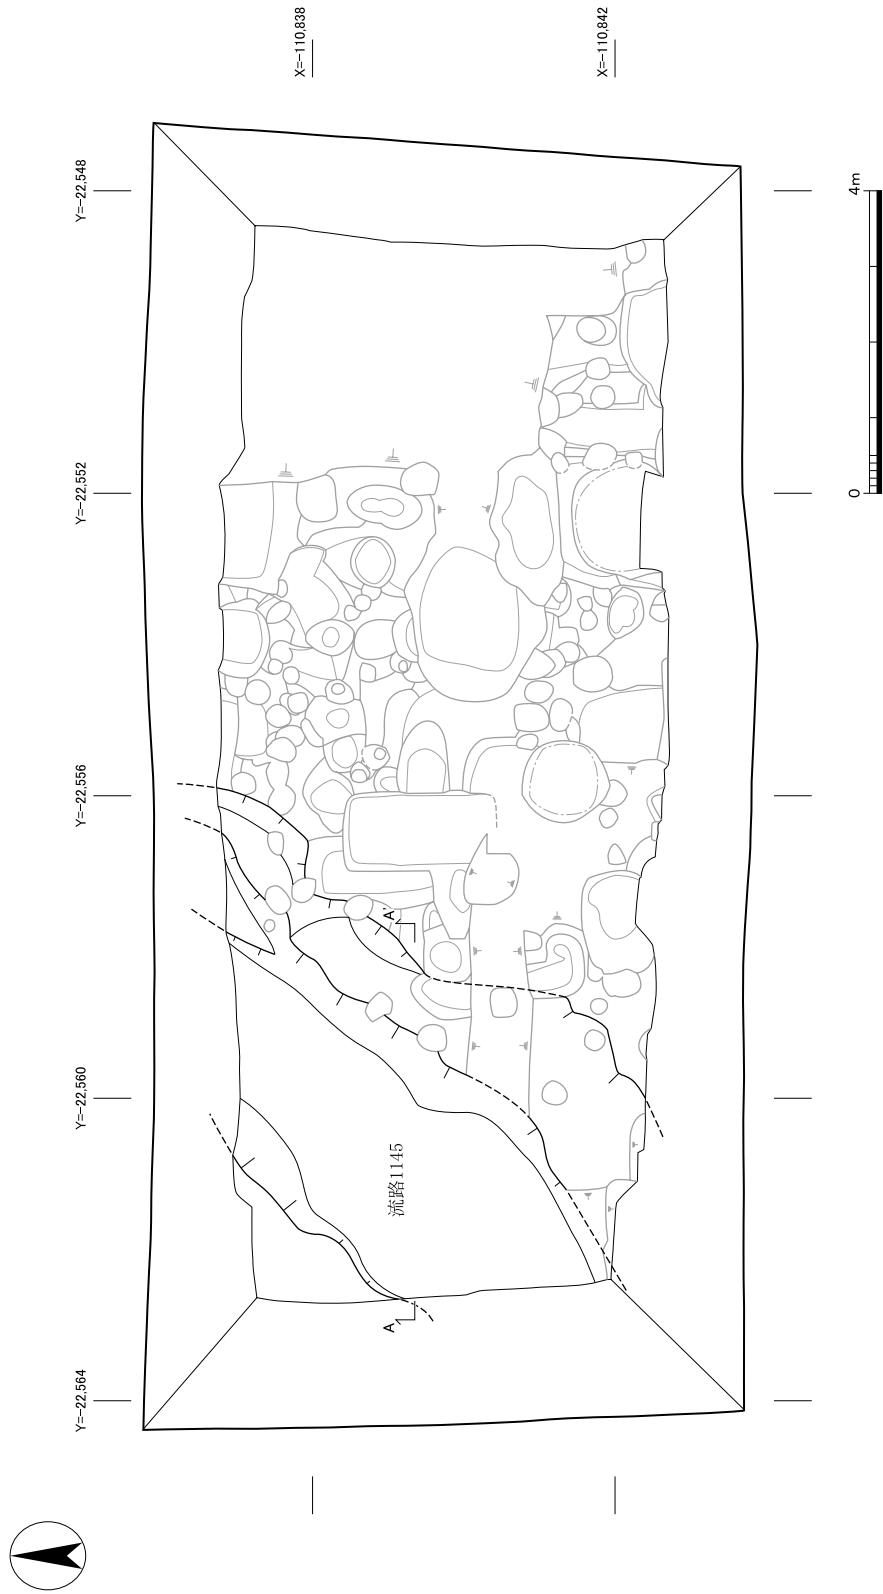 X=-110,838
X=-110,842
Y=-22,548
4m
Y=-22,552
0
Y=-22,556
A'
Y=-22,560
流路1145
A
Y=-22,564